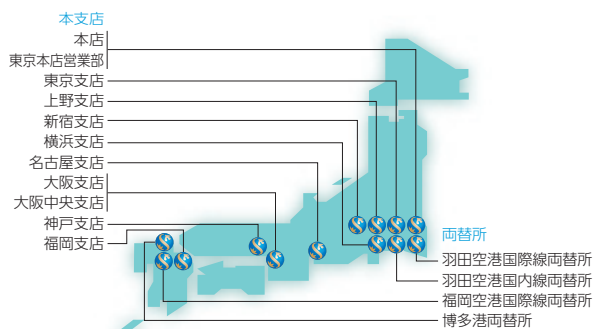 本支店
本店
東京本店営業部
東京支店
上野支店
新宿支店
横浜支店
名古屋支店
大阪支店
大阪中央支店
神戸支店
福岡支店
両替所
羽田空港国際線両替所
羽田空港国内線両替所
福岡空港国際線両替所
博多港両替所